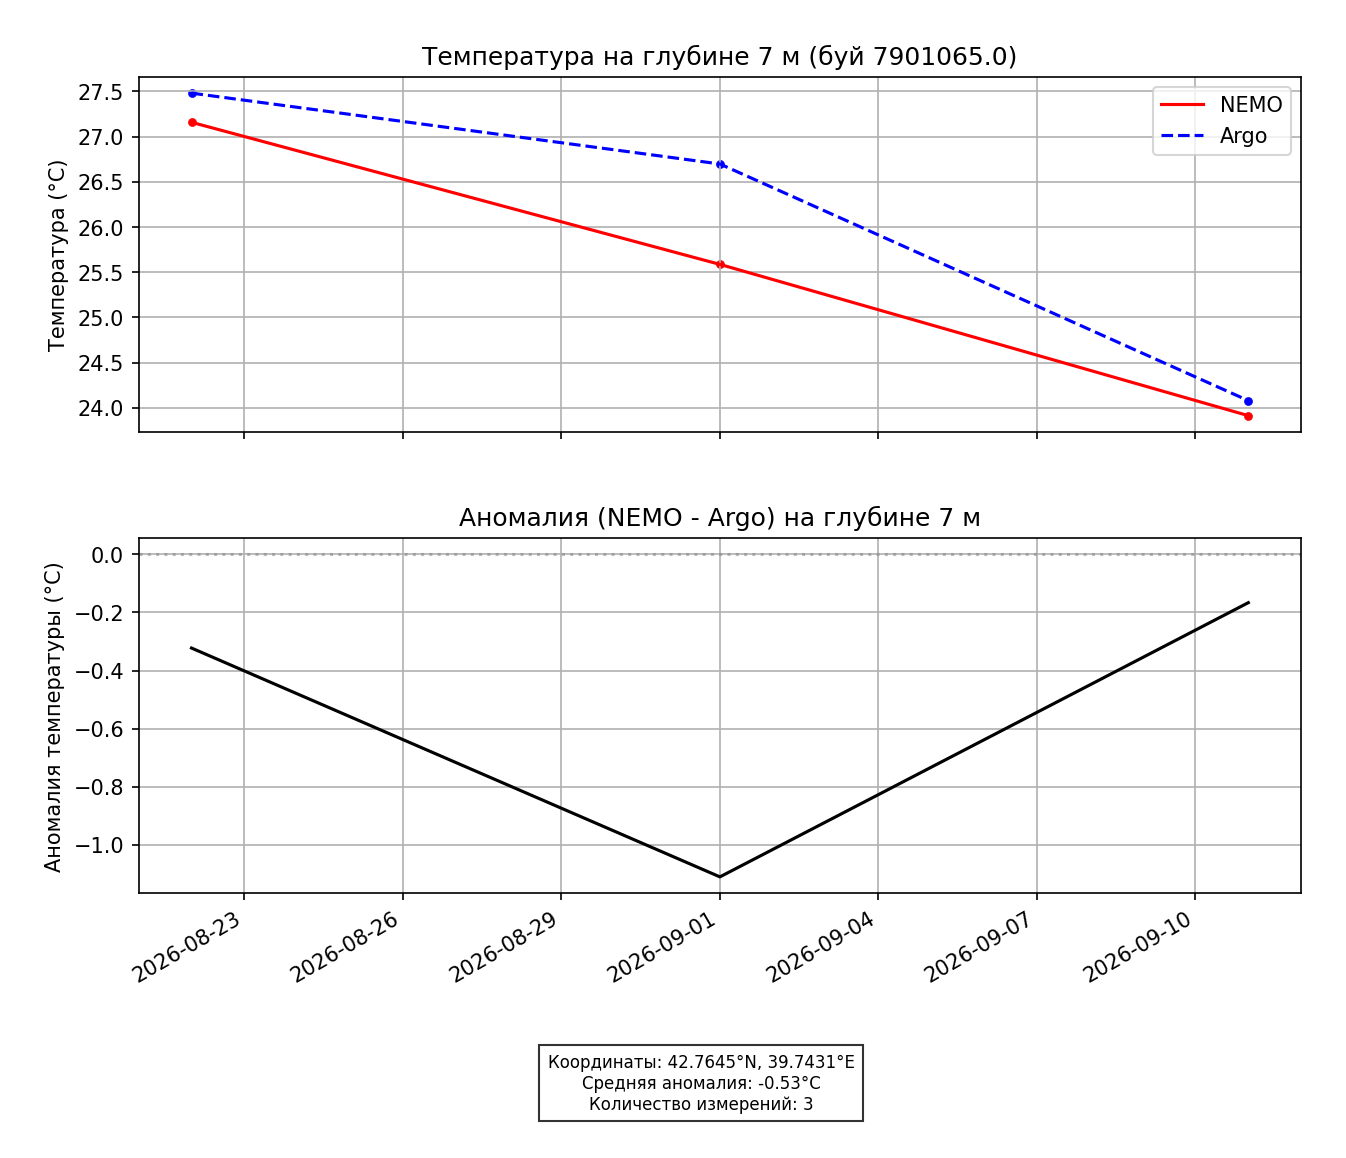 Температура на глубине 7 м (буй 7901065.0)
27.5
27.0
26.5
26.0
25.5
25.0
24.5
24.0
Температура (°C)
NEMO
Argo
Аномалия (NEMO - Argo) на глубине 7 м
0.0
−0.2
−0.4
−0.6
−0.8
−1.0
Аномалия температуры (°C)
2026-08-23
2026-08-26
2026-08-29
2026-09-01
2026-09-04
2026-09-07
2026-09-10
Координаты: 42.7645°N, 39.7431°E
Средняя аномалия: -0.53°C
Количество измерений: 3